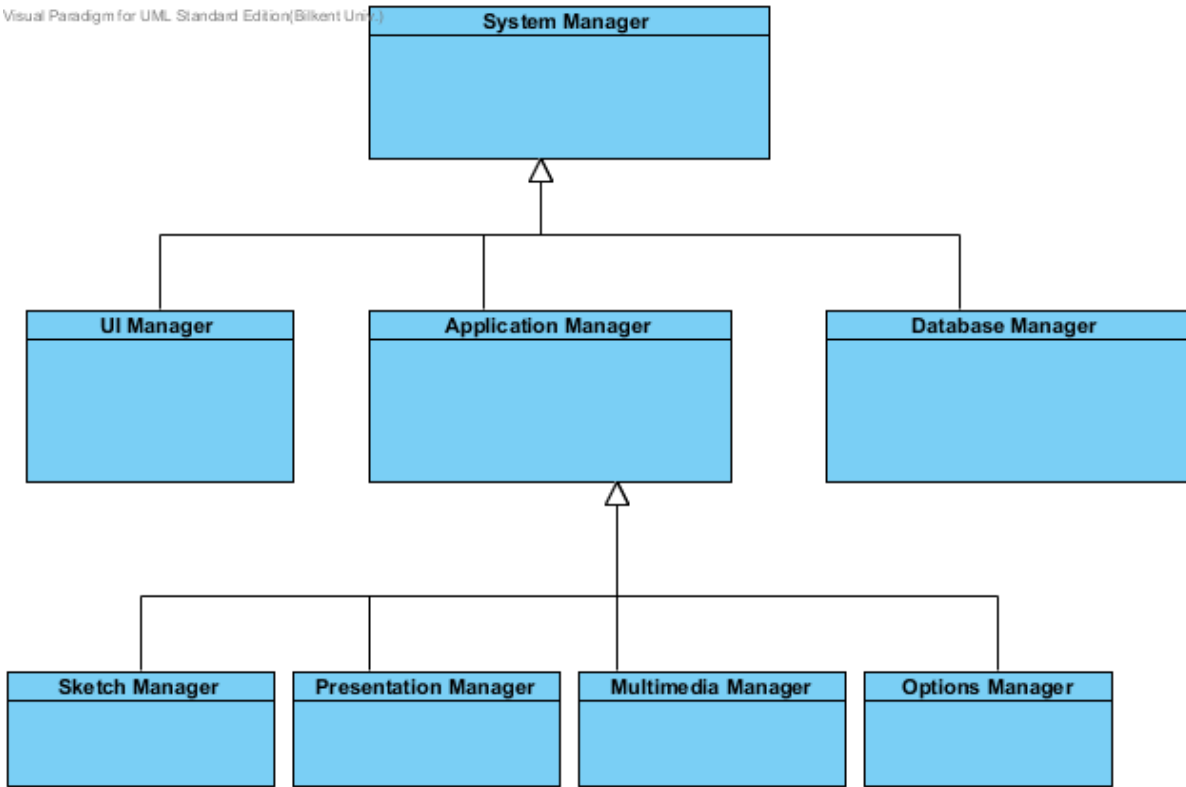 Visual Paradigm for UML Standard Edition(Bilkent Univ.)
System Manager
UI Manager
Application Manager
Database Manager
Sketch Manager
Presentation Manager
Multimedia Manager
Options Manager